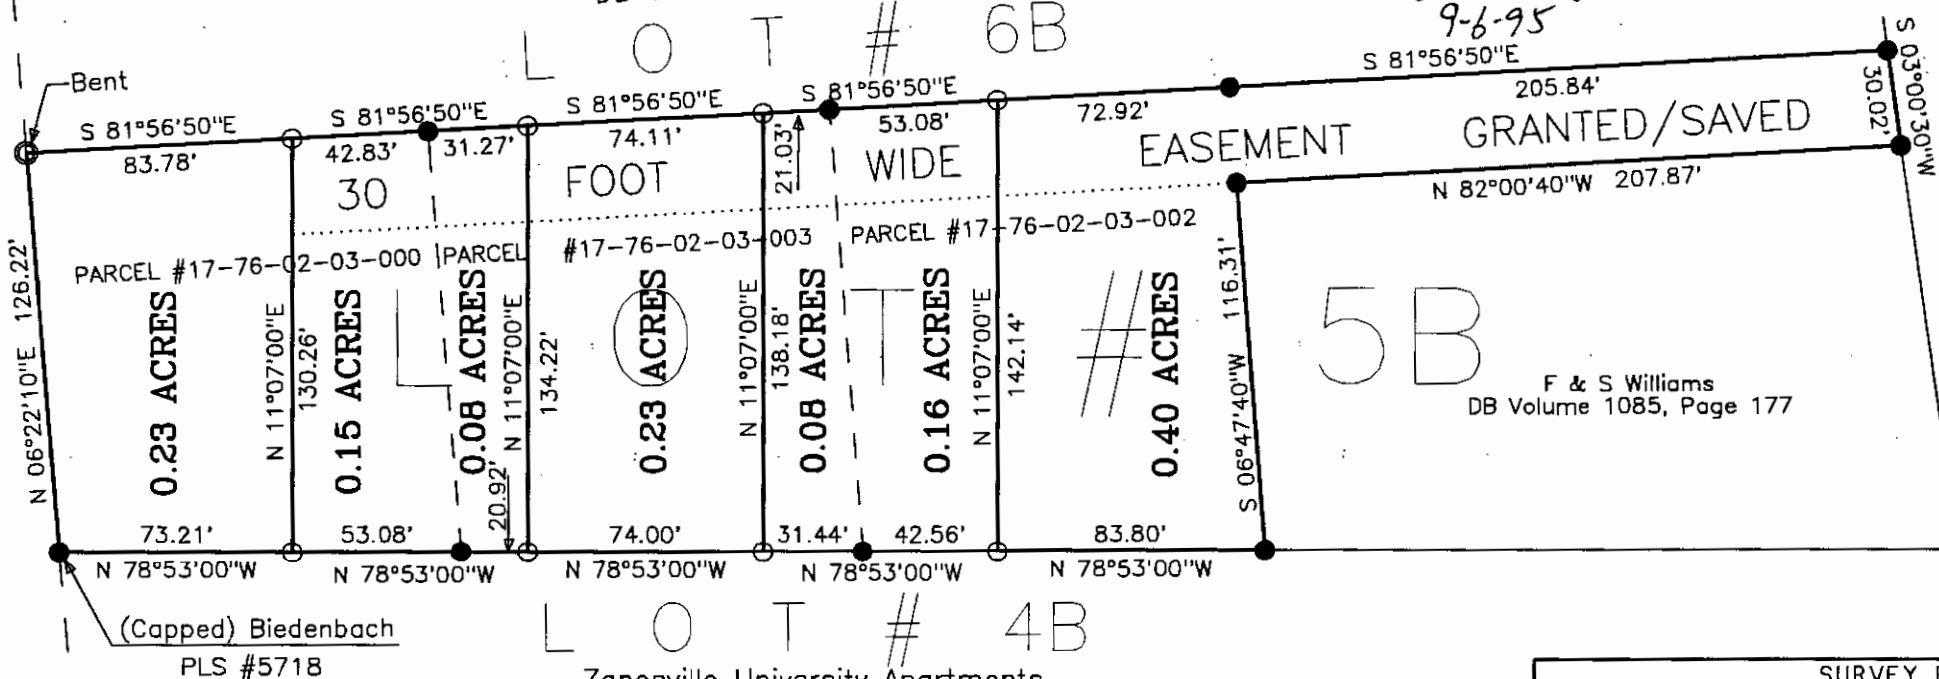 LOT # 6B
9-6-95
Bent
S 81°56'50"E
S 81°56'50"E
S 81°56'50"E
S 81°56'50"E
S 81°56'50"E
S 03°00'30"W
30.02'
83.78'
42.83'
31.27'
74.11'
21.03'
53.08'
72.92'
205.84'
30 FOOT WIDE EASEMENT GRANTED/SAVED
N 82°00'40"W 207.87'
PARCEL #17-76-02-03-000
PARCEL #17-76-02-03-003
PARCEL #17-76-02-03-002
N 06°22'10"E 126.22'
0.23 ACRES
N 11°07'00"E
130.26'
0.15 ACRES
0.08 ACRES
N 11°07'00"E
134.22'
0.23 ACRES
N 11°07'00"E
138.18'
0.08 ACRES
0.16 ACRES
N 11°07'00"E
142.14'
0.40 ACRES
S 06°47'40"W 116.31'
LOT # 5B
F & S Williams
DB Volume 1085, Page 177
73.21'
53.08'
20.92'
74.00'
31.44'
42.56'
83.80'
N 78°53'00"W
N 78°53'00"W
N 78°53'00"W
N 78°53'00"W
N 78°53'00"W
(Capped) Biedenbach
PLS #5718
LOT # 4B
Zanesville University Apartments
SURVEY